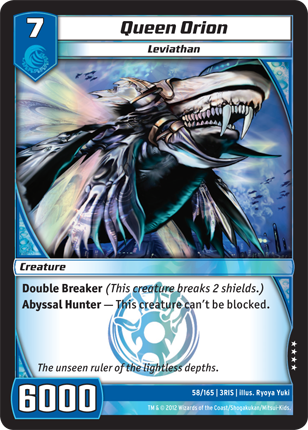 7
Queen Orion
Leviathan
Creature
Double Breaker (This creature breaks 2 shields.)
Abyssal Hunter — This creature can't be blocked.
The unseen ruler of the lightless depths.
6000
58/165 | 3RIS | illus. Ryoya Yuki
TM & © 2012 Wizards of the Coast/Shogakukan/Mitsui-Kids.